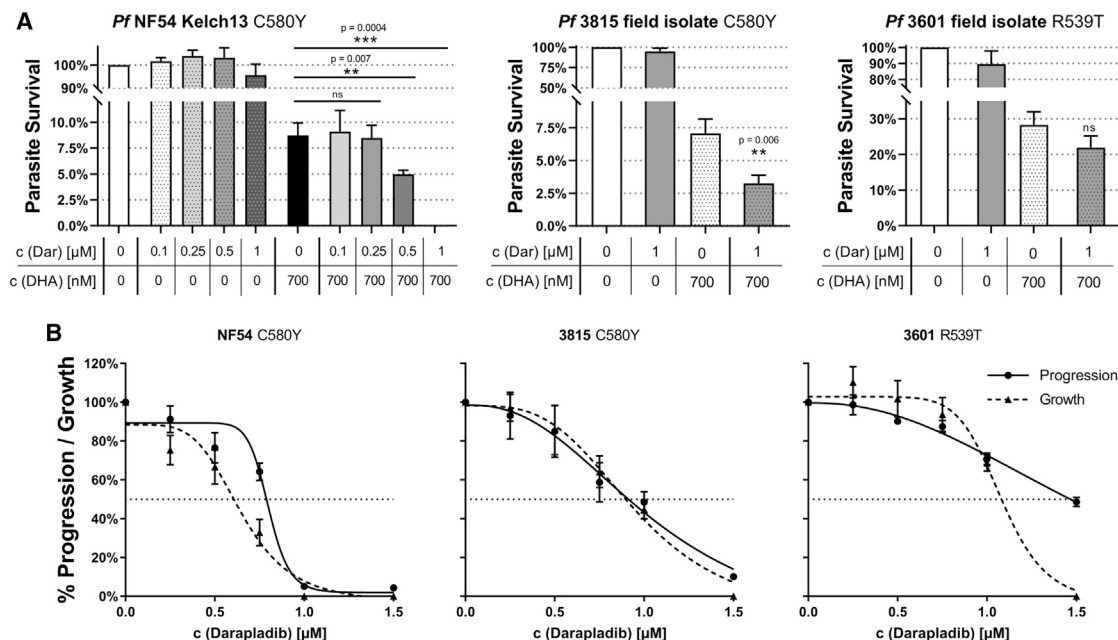 A
Pf NF54 Kelch13 C580Y
Parasite Survival
100%
90%
10.0%
7.5%
5.0%
2.5%
0.0%
p = 0.0004
***
p = 0.007
**
ns
c (Dar) [µM] 0 0.1 0.25 0.5 1 0 0.1 0.25 0.5 1
c (DHA) [nM] 0 0 0 0 0 700 700 700 700 700
Pf 3815 field isolate C580Y
Parasite Survival
100%
75%
50%
7.5%
5.0%
2.5%
0.0%
p = 0.006
**
c (Dar) [µM] 0 1 0 1
c (DHA) [nM] 0 0 700 700
Pf 3601 field isolate R539T
Parasite Survival
100%
90%
80%
30%
20%
10%
0%
ns
c (Dar) [µM] 0 1 0 1
c (DHA) [nM] 0 0 700 700
B
NF54 C580Y
% Progression / Growth
120%
100%
80%
60%
40%
20%
0%
0.0 0.5 1.0 1.5
c (Darapladib) [µM]
3815 C580Y
0.0 0.5 1.0 1.5
c (Darapladib) [µM]
3601 R539T
Progression
Growth
0.0 0.5 1.0 1.5
c (Darapladib) [µM]